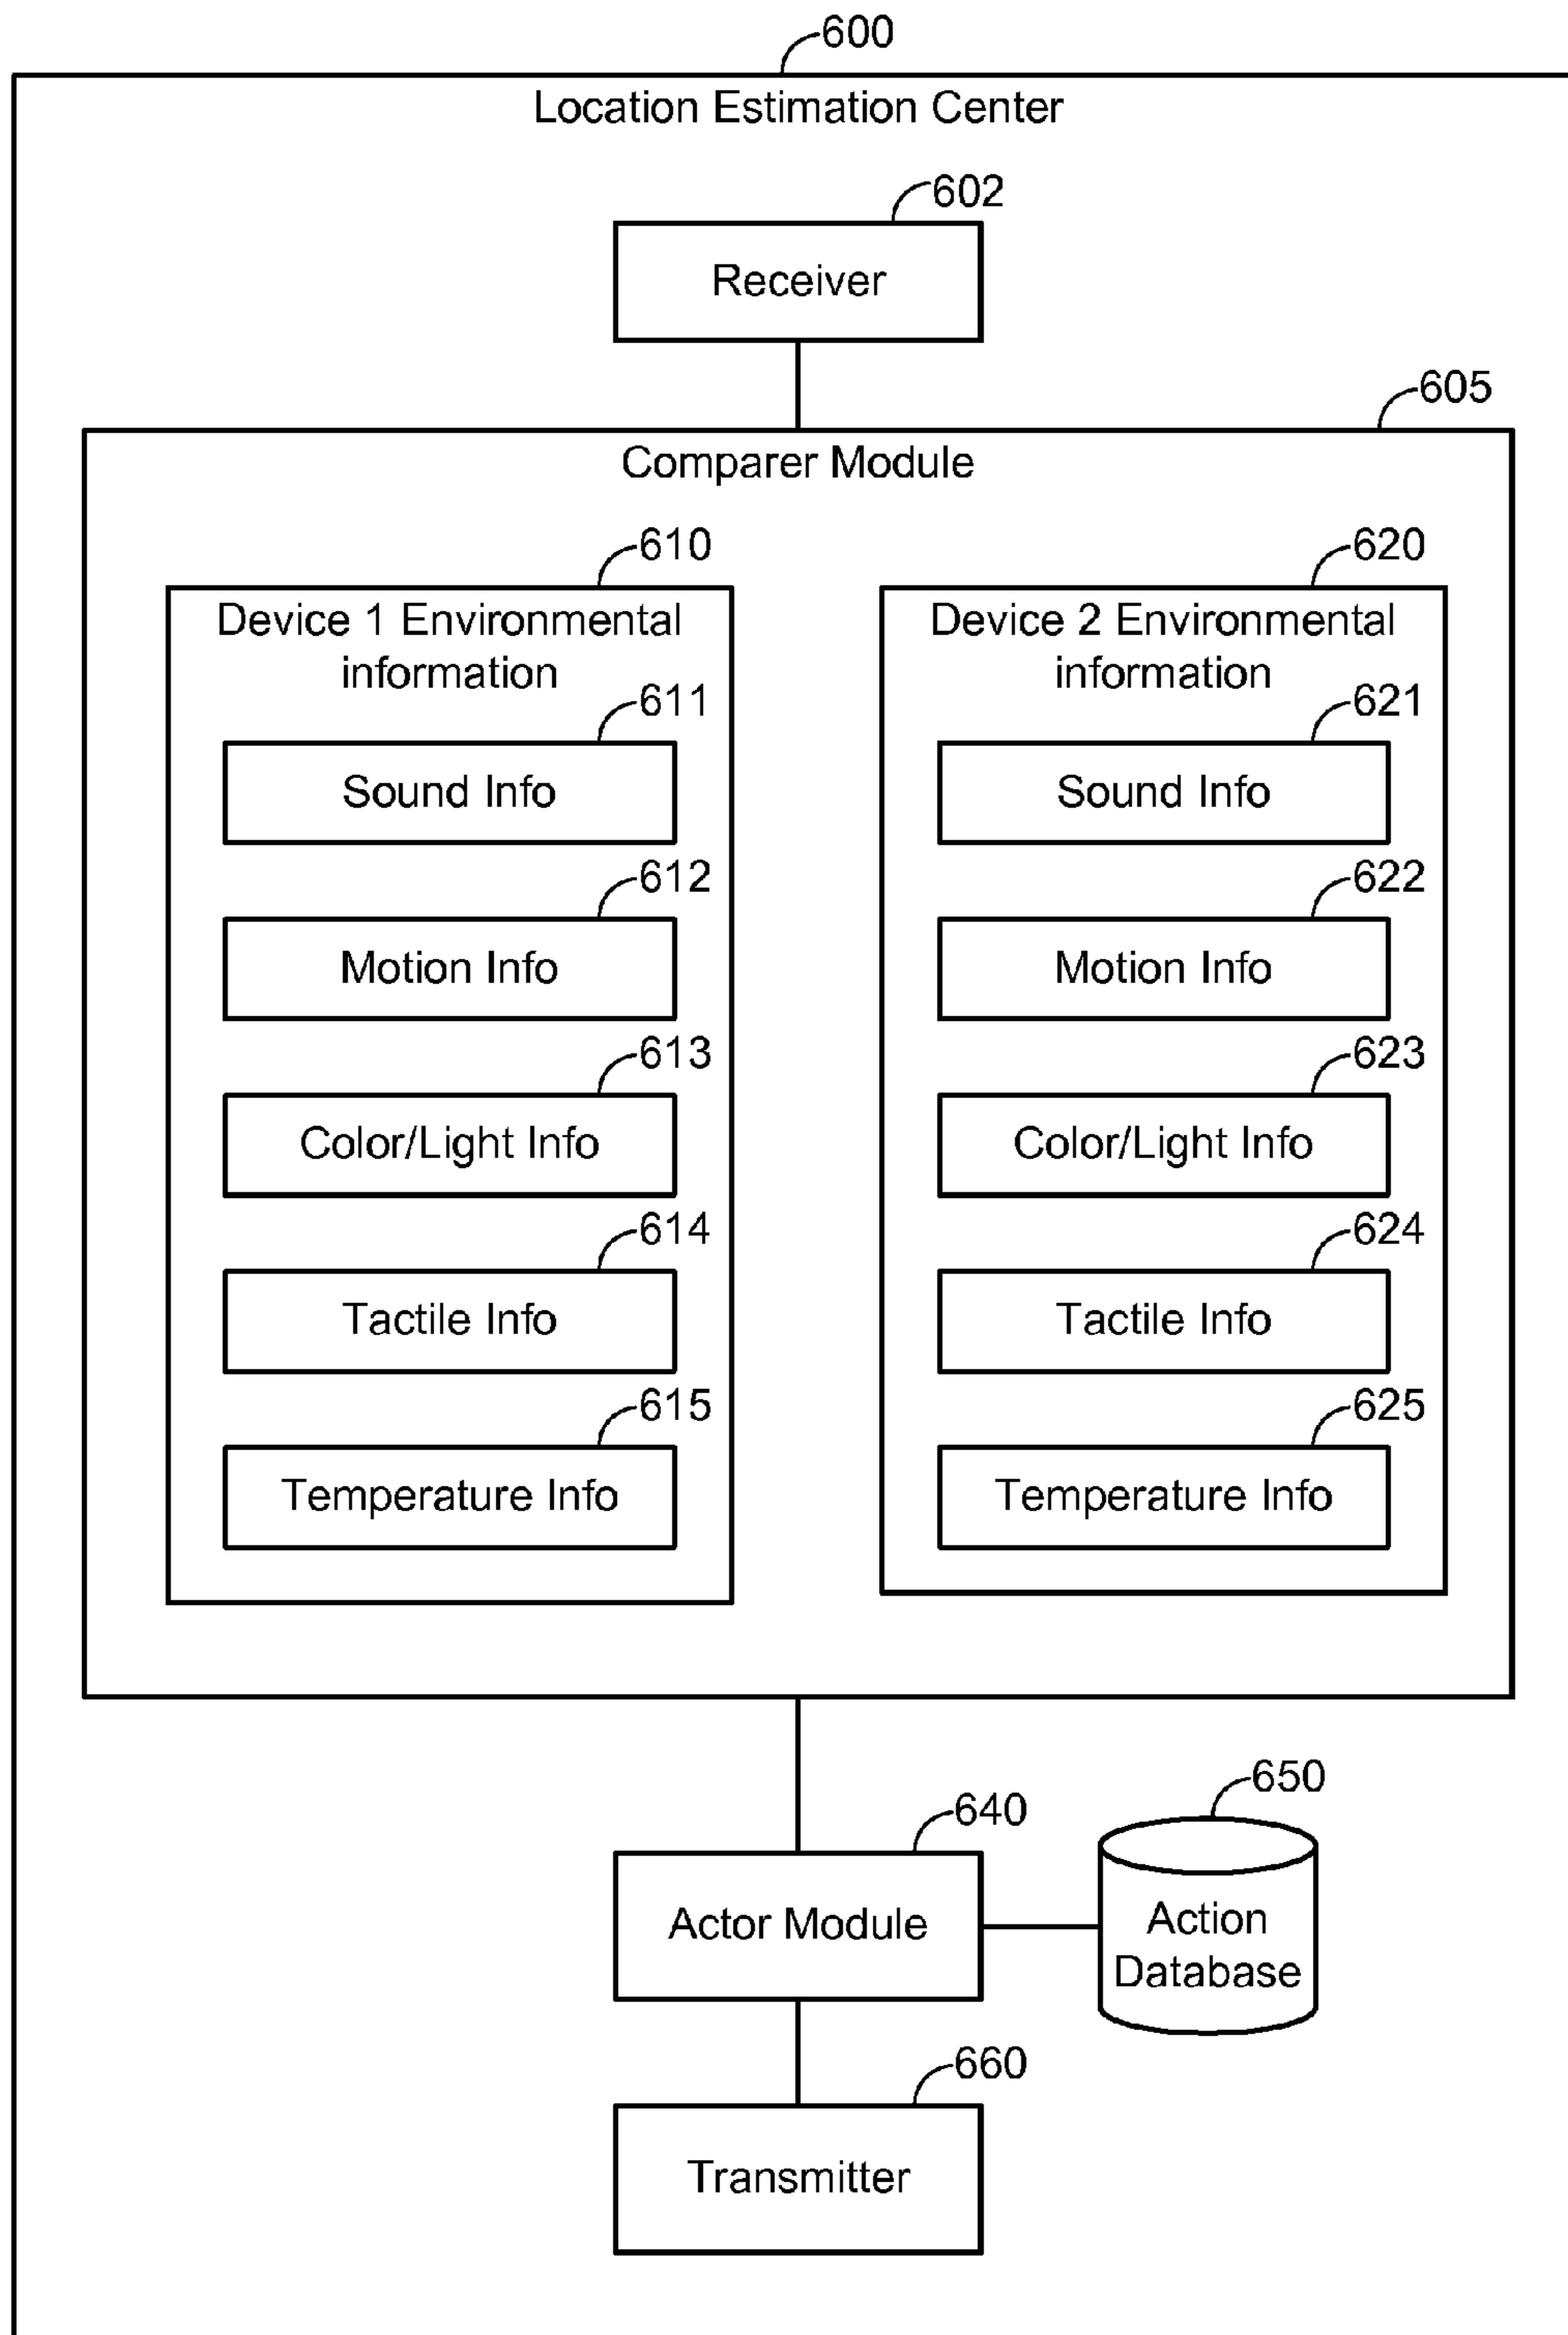 600
Location Estimation Center
602
Receiver
605
Comparer Module
610
Device 1 Environmental
information
611
Sound Info
612
Motion Info
613
Color/Light Info
614
Tactile Info
615
Temperature Info
620
Device 2 Environmental
information
621
Sound Info
622
Motion Info
623
Color/Light Info
624
Tactile Info
625
Temperature Info
640
Actor Module
650
Action
Database
660
Transmitter